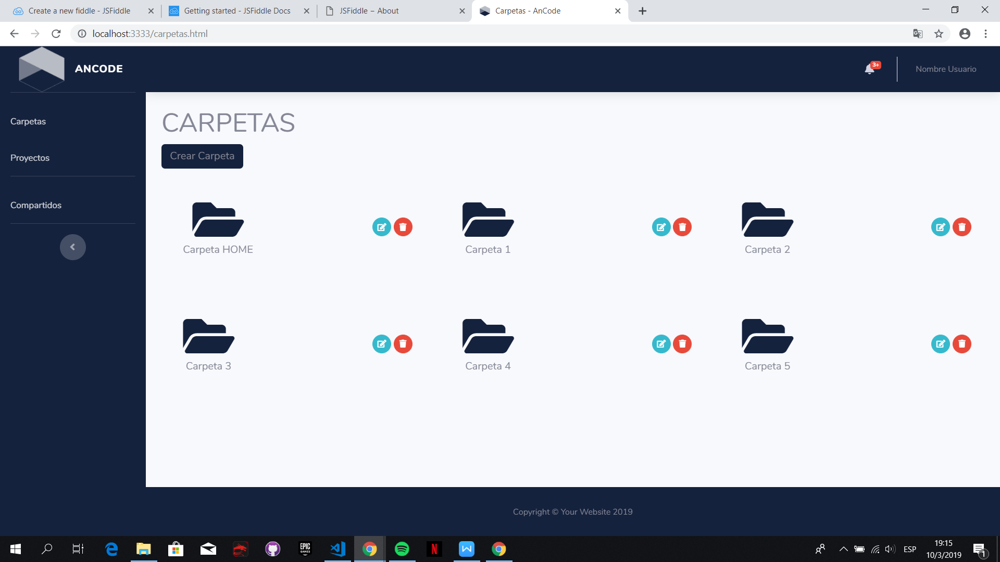 Create a new fiddle - JSFiddle
Getting started - JSFiddle Docs
JSFiddle – About
Carpetas - AnCode
localhost:3333/carpetas.html
ANCODE
3+
Nombre Usuario
Carpetas
Proyectos
Compartidos
CARPETAS
Crear Carpeta
Carpeta HOME
Carpeta 1
Carpeta 2
Carpeta 3
Carpeta 4
Carpeta 5
Copyright © Your Website 2019
EPIC
GAMES
N
ESP
19:15
10/3/2019
1